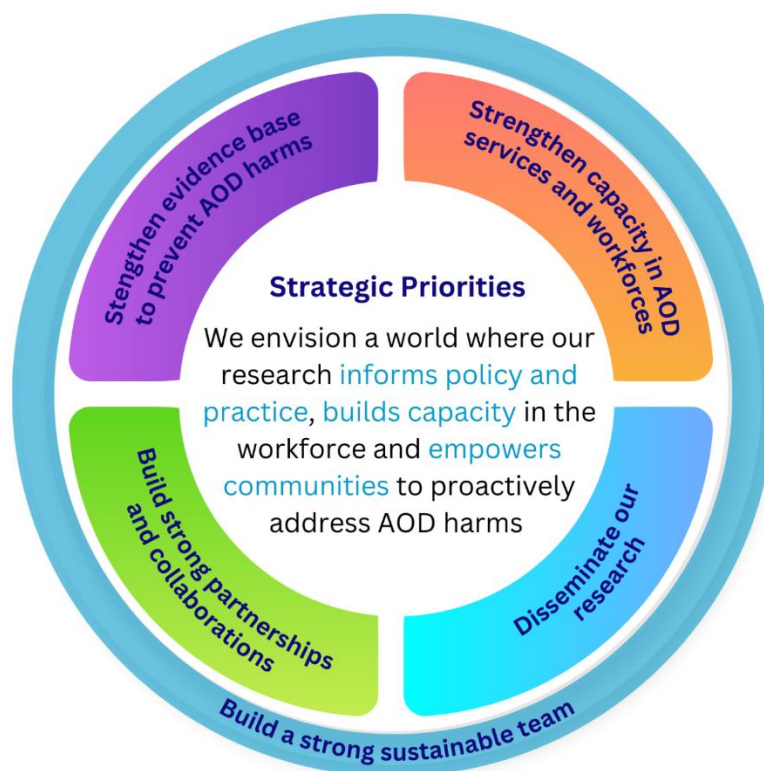 Stengthen evidence base
to prevent AOD harms
Strengthen capacity in AOD
services and workforces
Strategic Priorities
We envision a world where our
research informs policy and
practice, builds capacity in the
workforce and empowers
communities to proactively
address AOD harms
Build strong partnerships
and collaborations
Disseminate our
research
Build a strong sustainable team